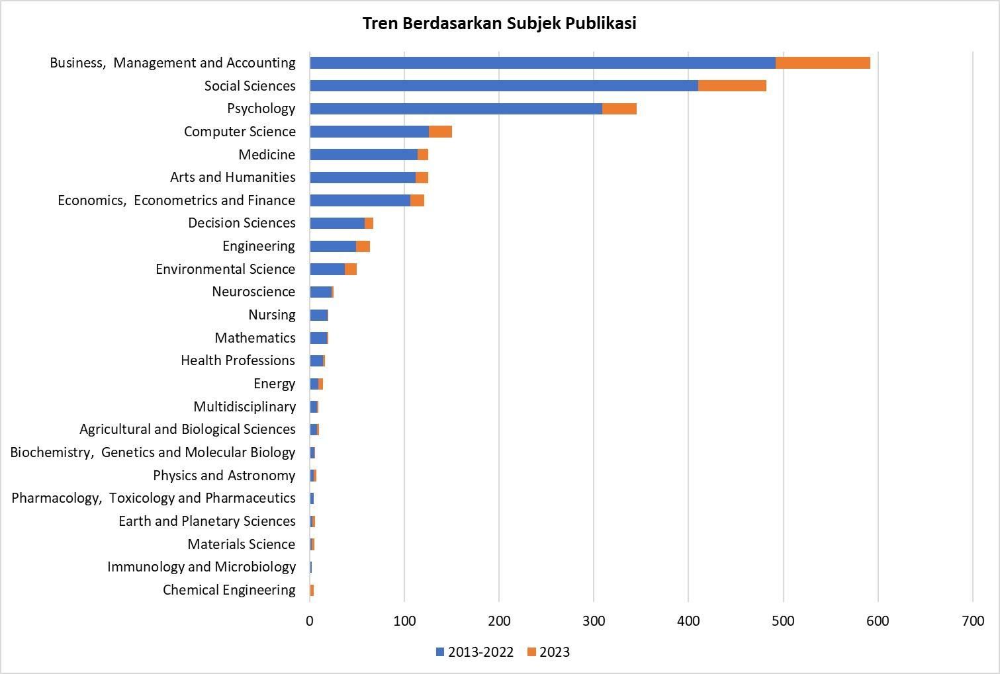 Tren Berdasarkan Subjek Publikasi
Business,  Management and Accounting
Social Sciences
Psychology
Computer Science
Medicine
Arts and Humanities
Economics,  Econometrics and Finance
Decision Sciences
Engineering
Environmental Science
Neuroscience
Nursing
Mathematics
Health Professions
Energy
Multidisciplinary
Agricultural and Biological Sciences
Biochemistry,  Genetics and Molecular Biology
Physics and Astronomy
Pharmacology,  Toxicology and Pharmaceutics
Earth and Planetary Sciences
Materials Science
Immunology and Microbiology
Chemical Engineering
0 100 200 300 400 500 600 700
2013-2022 2023